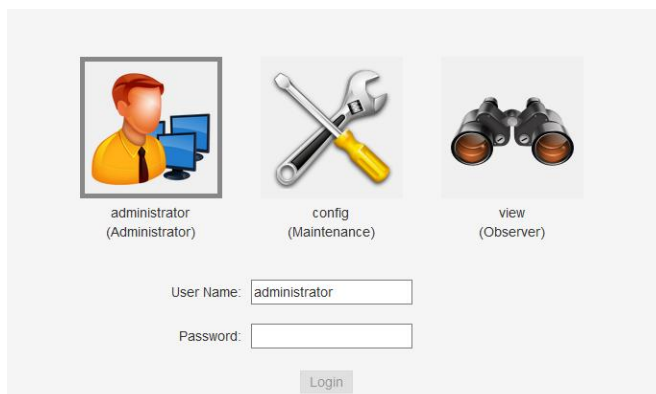 administrator
(Administrator)
config
(Maintenance)
view
(Observer)
User Name: administrator
Password:
Login